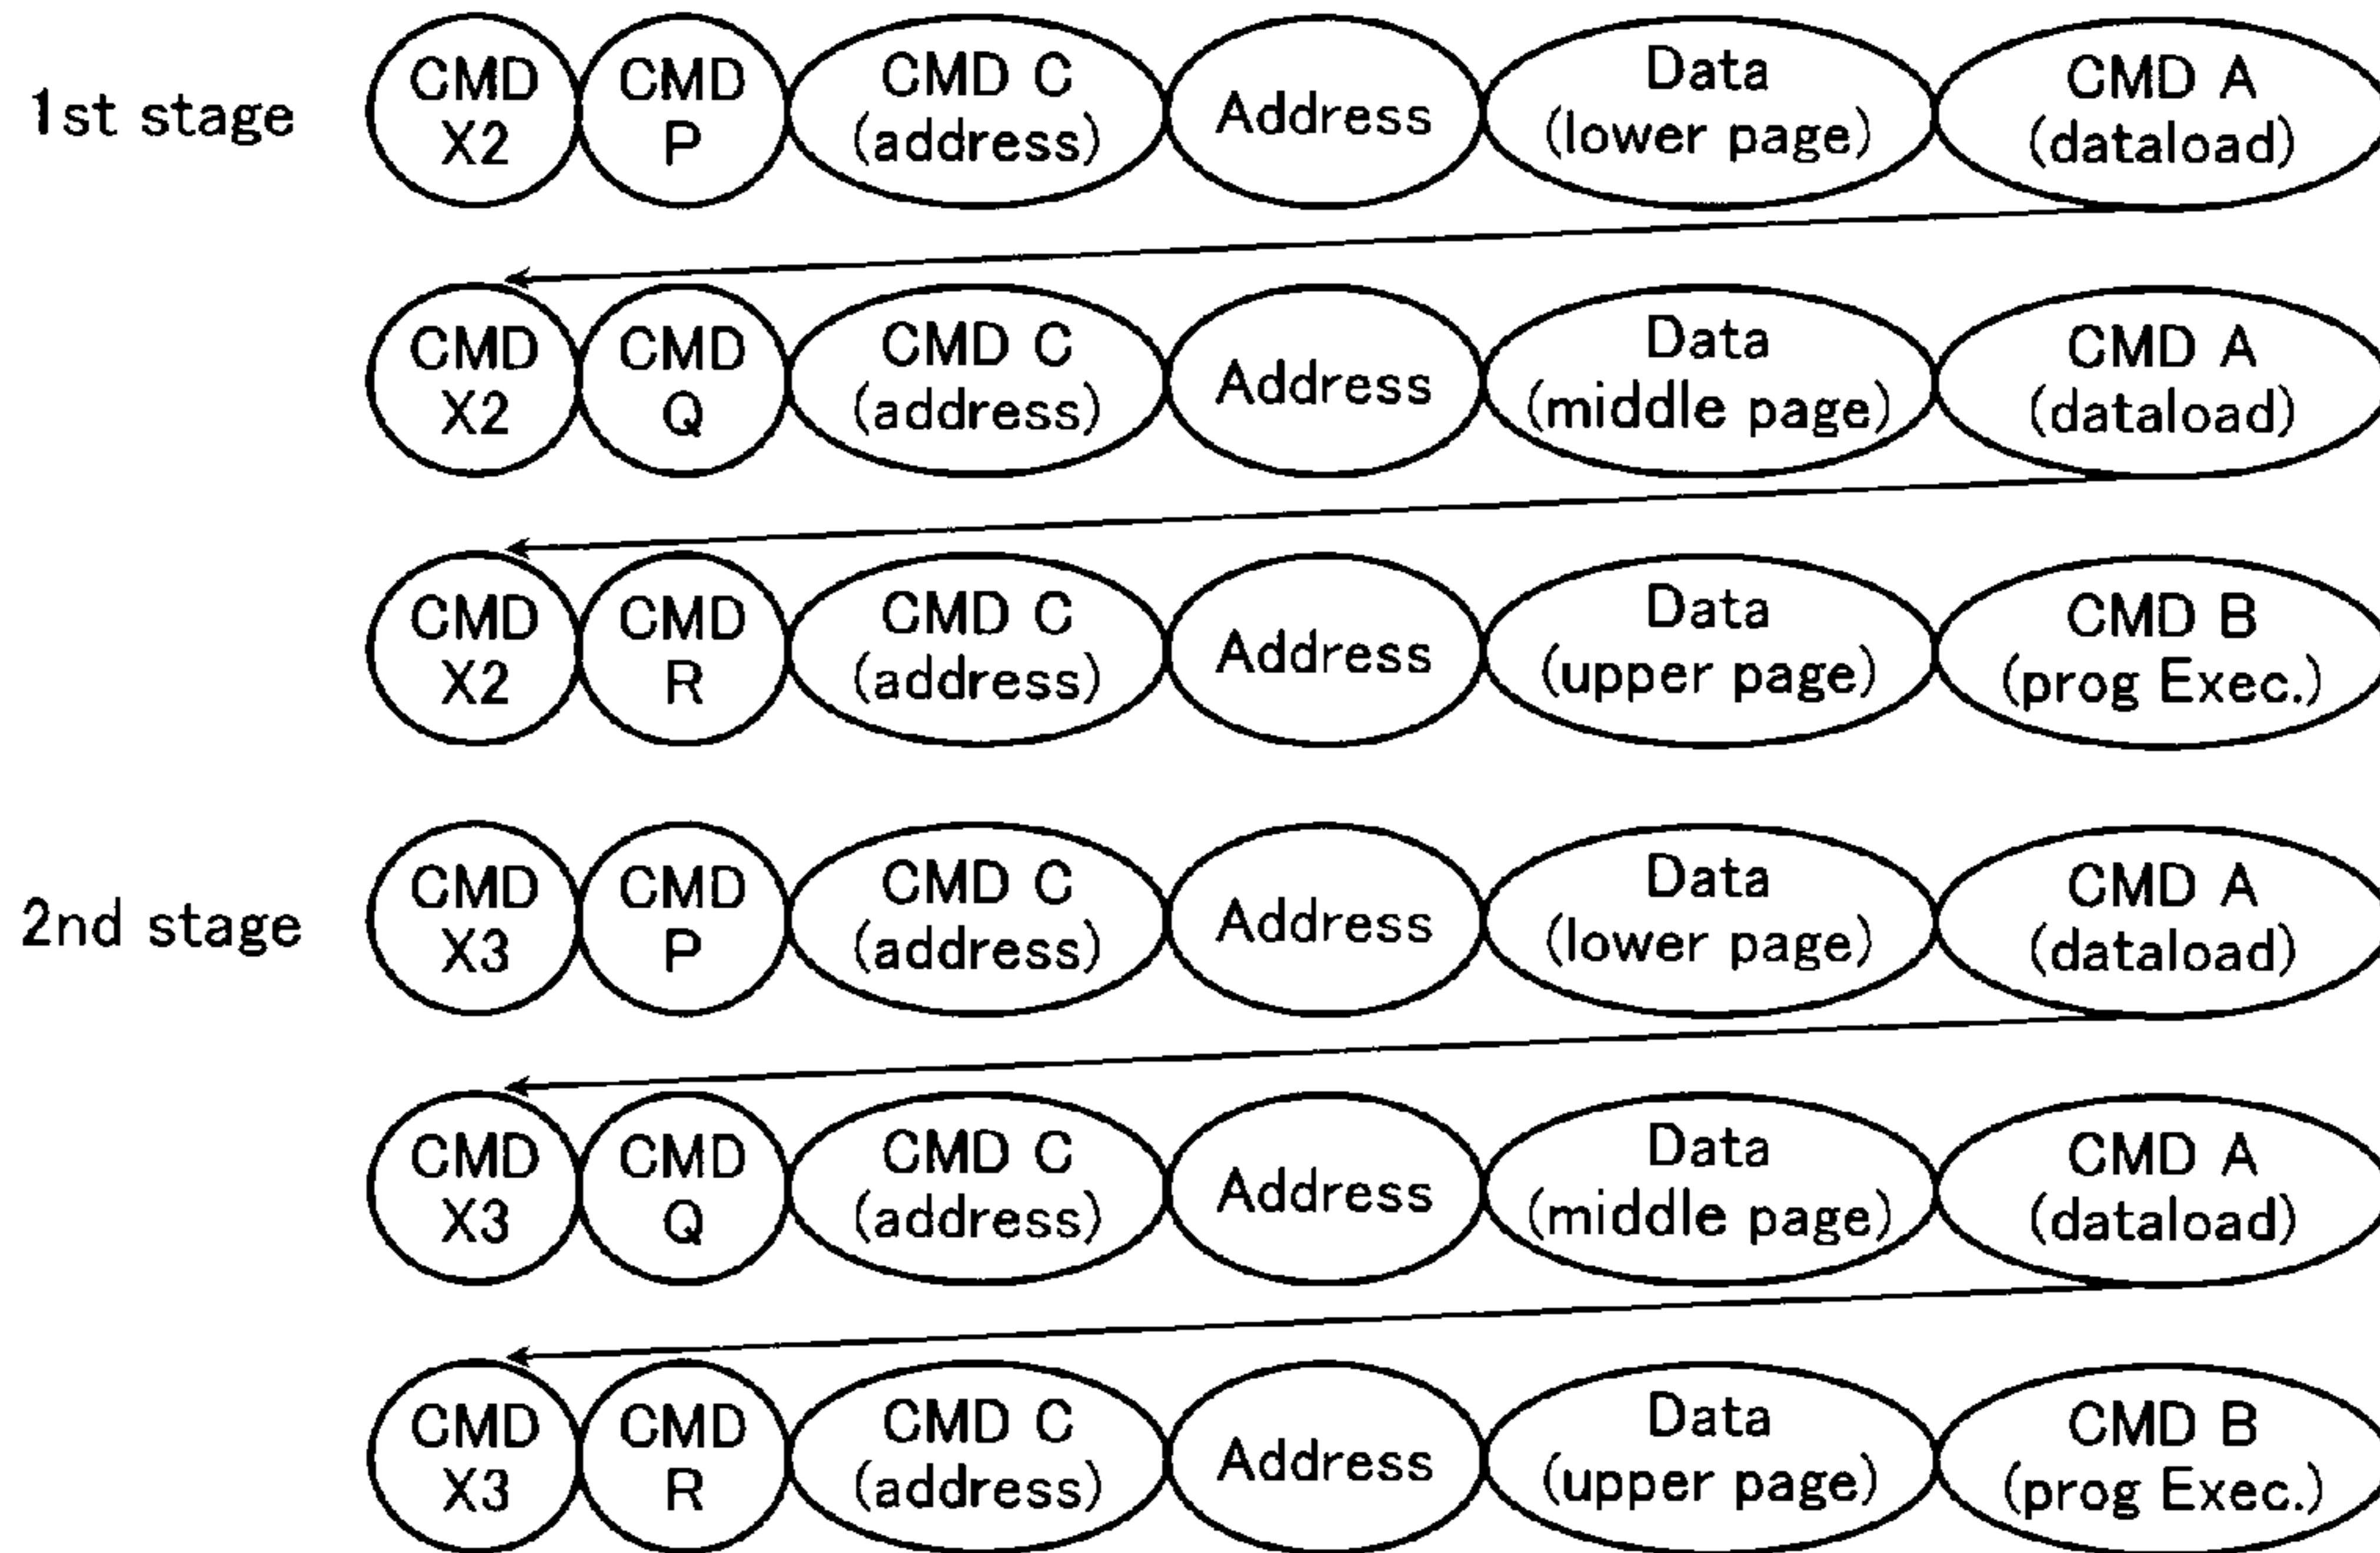 1st stage
CMD X2
CMD P
CMD C (address)
Address
Data (lower page)
CMD A (dataload)
CMD X2
CMD Q
CMD C (address)
Address
Data (middle page)
CMD A (dataload)
CMD X2
CMD R
CMD C (address)
Address
Data (upper page)
CMD B (prog Exec.)
2nd stage
CMD X3
CMD P
CMD C (address)
Address
Data (lower page)
CMD A (dataload)
CMD X3
CMD Q
CMD C (address)
Address
Data (middle page)
CMD A (dataload)
CMD X3
CMD R
CMD C (address)
Address
Data (upper page)
CMD B (prog Exec.)